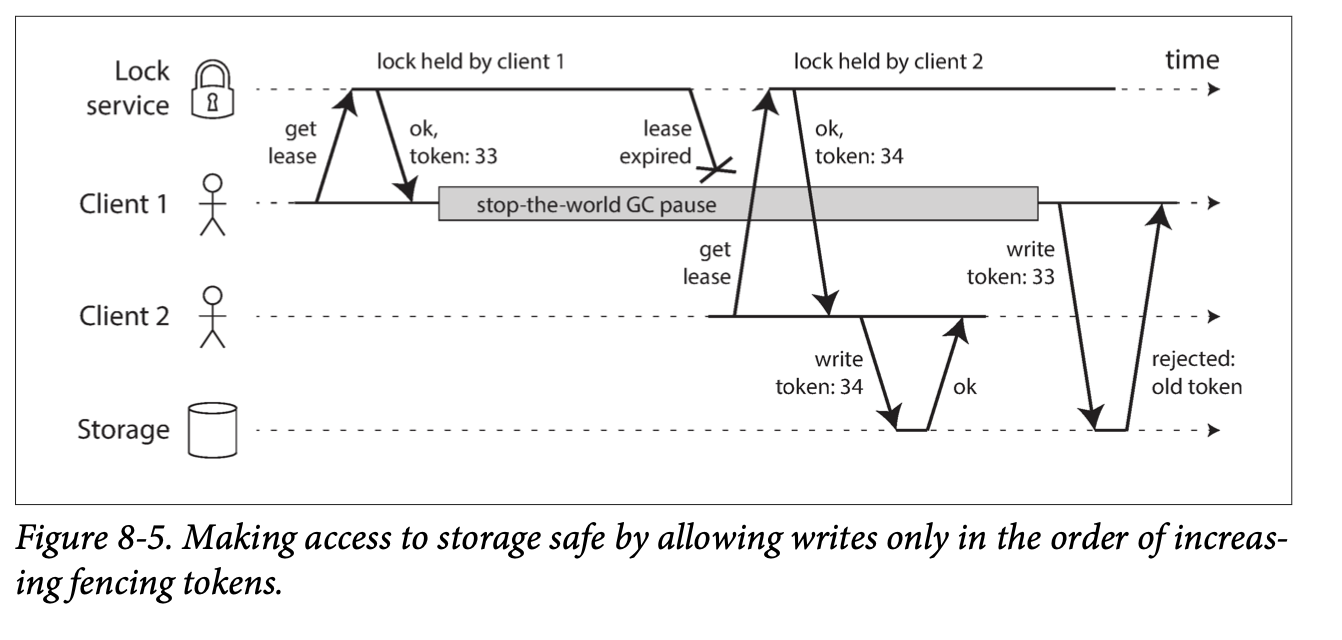 lock held by client 1
lock held by client 2
time
Lock
service
get
lease
ok,
token: 33
lease
expired
ok,
token: 34
Client 1
stop-the-world GC pause
get
lease
write
token: 33
Client 2
write
token: 34
ok
rejected:
old token
Storage
Figure 8-5. Making access to storage safe by allowing writes only in the order of increas-
ing fencing tokens.